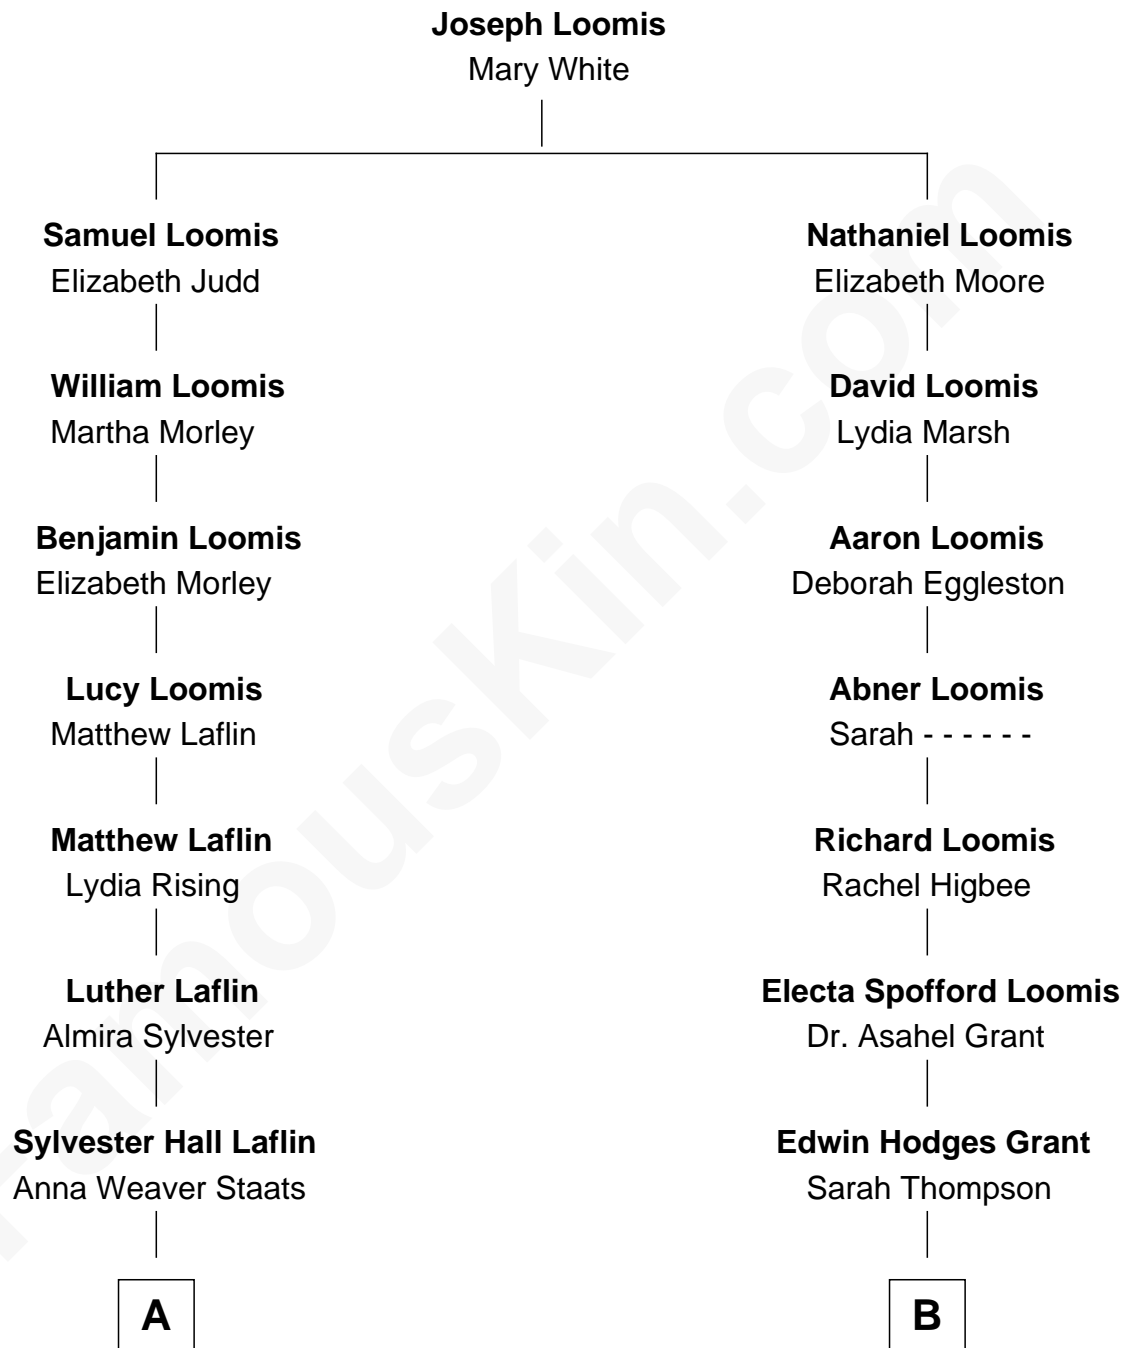 Joseph Loomis
Mary White
Samuel Loomis
Elizabeth Judd
Nathaniel Loomis
Elizabeth Moore
William Loomis
Martha Morley
David Loomis
Lydia Marsh
Benjamin Loomis
Elizabeth Morley
Aaron Loomis
Deborah Eggleston
Lucy Loomis
Matthew Laflin
Abner Loomis
Sarah - - - - - -
Matthew Laflin
Lydia Rising
Richard Loomis
Rachel Higbee
Luther Laflin
Almira Sylvester
Electa Spofford Loomis
Dr. Asahel Grant
Sylvester Hall Laflin
Anna Weaver Staats
Edwin Hodges Grant
Sarah Thompson
A
B
FamousKin.com